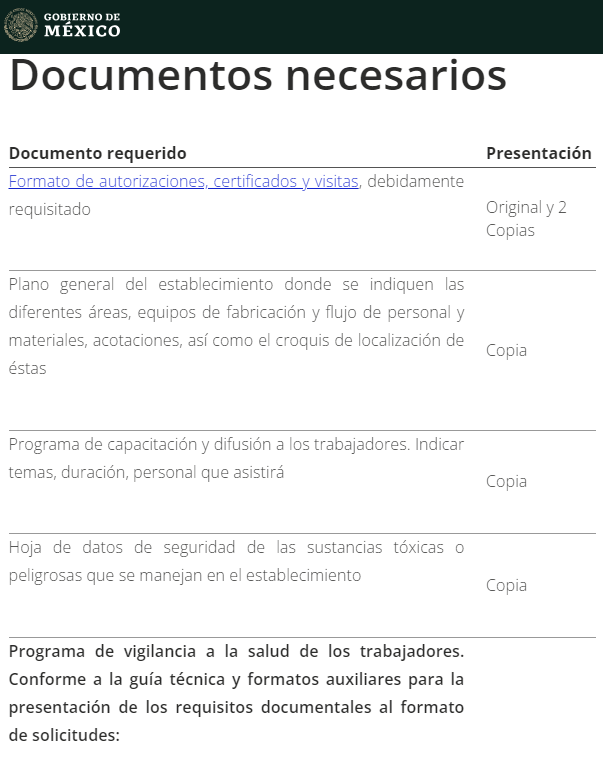 GOBIERNO DE
MÉXICO
Documentos necesarios
Documento requerido Presentación
Formato de autorizaciones, certificados y visitas, debidamente
requisitado
Original y 2
Copias
Plano general del establecimiento donde se indiquen las
diferentes áreas, equipos de fabricación y flujo de personal y
materiales, acotaciones, así como el croquis de localización de
éstas
Copia
Programa de capacitación y difusión a los trabajadores. Indicar
temas, duración, personal que asistirá
Copia
Hoja de datos de seguridad de las sustancias tóxicas o
peligrosas que se manejan en el establecimiento
Copia
Programa de vigilancia a la salud de los trabajadores.
Conforme a la guía técnica y formatos auxiliares para la
presentación de los requisitos documentales al formato
de solicitudes: